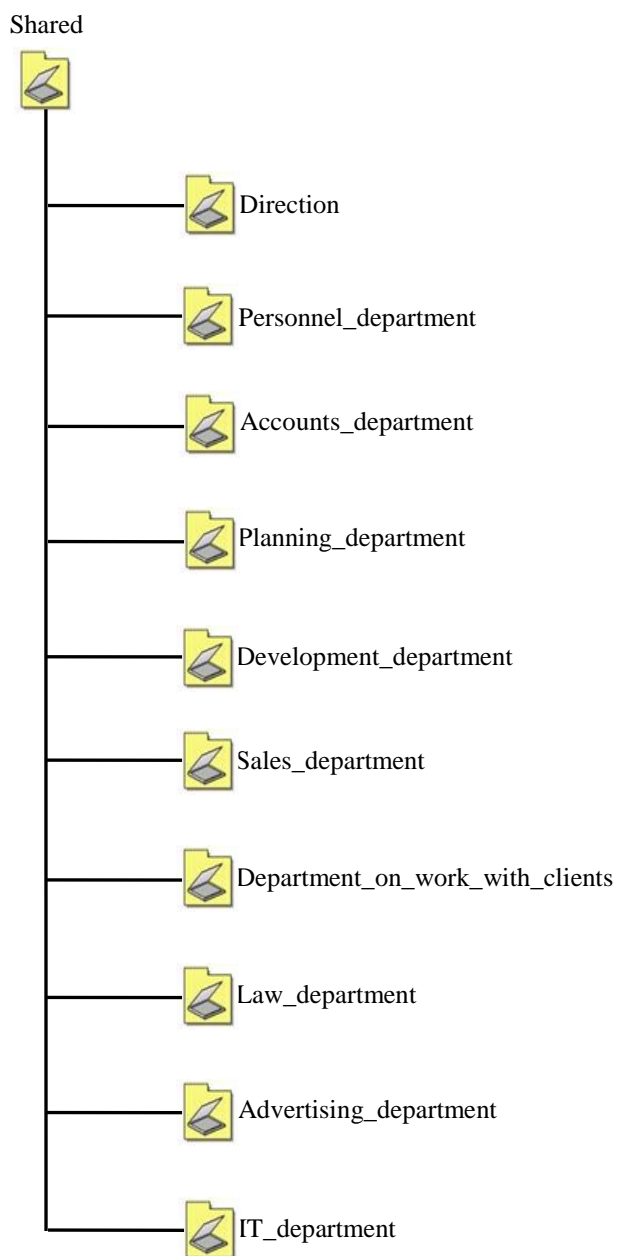 Shared
Direction
Personnel_department
Accounts_department
Planning_department
Development_department
Sales_department
Department_on_work_with_clients
Law_department
Advertising_department
IT_department